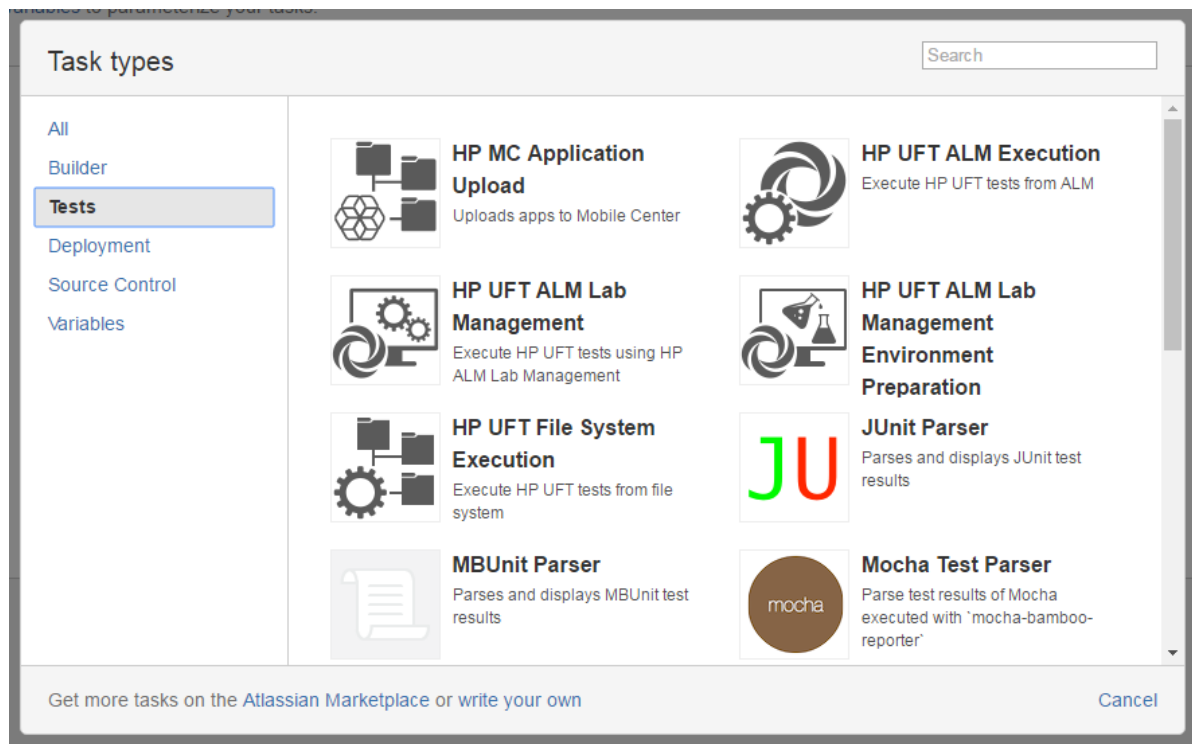 variables to parameterize your tasks.
Task types
Search
All
Builder
Tests
Deployment
Source Control
Variables
HP MC Application
Upload
Uploads apps to Mobile Center
HP UFT ALM Execution
Execute HP UFT tests from ALM
HP UFT ALM Lab
Management
Execute HP UFT tests using HP
ALM Lab Management
HP UFT ALM Lab
Management
Environment
Preparation
HP UFT File System
Execution
Execute HP UFT tests from file
system
JU
JUnit Parser
Parses and displays JUnit test
results
MBUnit Parser
Parses and displays MBUnit test
results
mocha
Mocha Test Parser
Parse test results of Mocha
executed with `mocha-bamboo-
reporter`
Get more tasks on the Atlassian Marketplace or write your own
Cancel